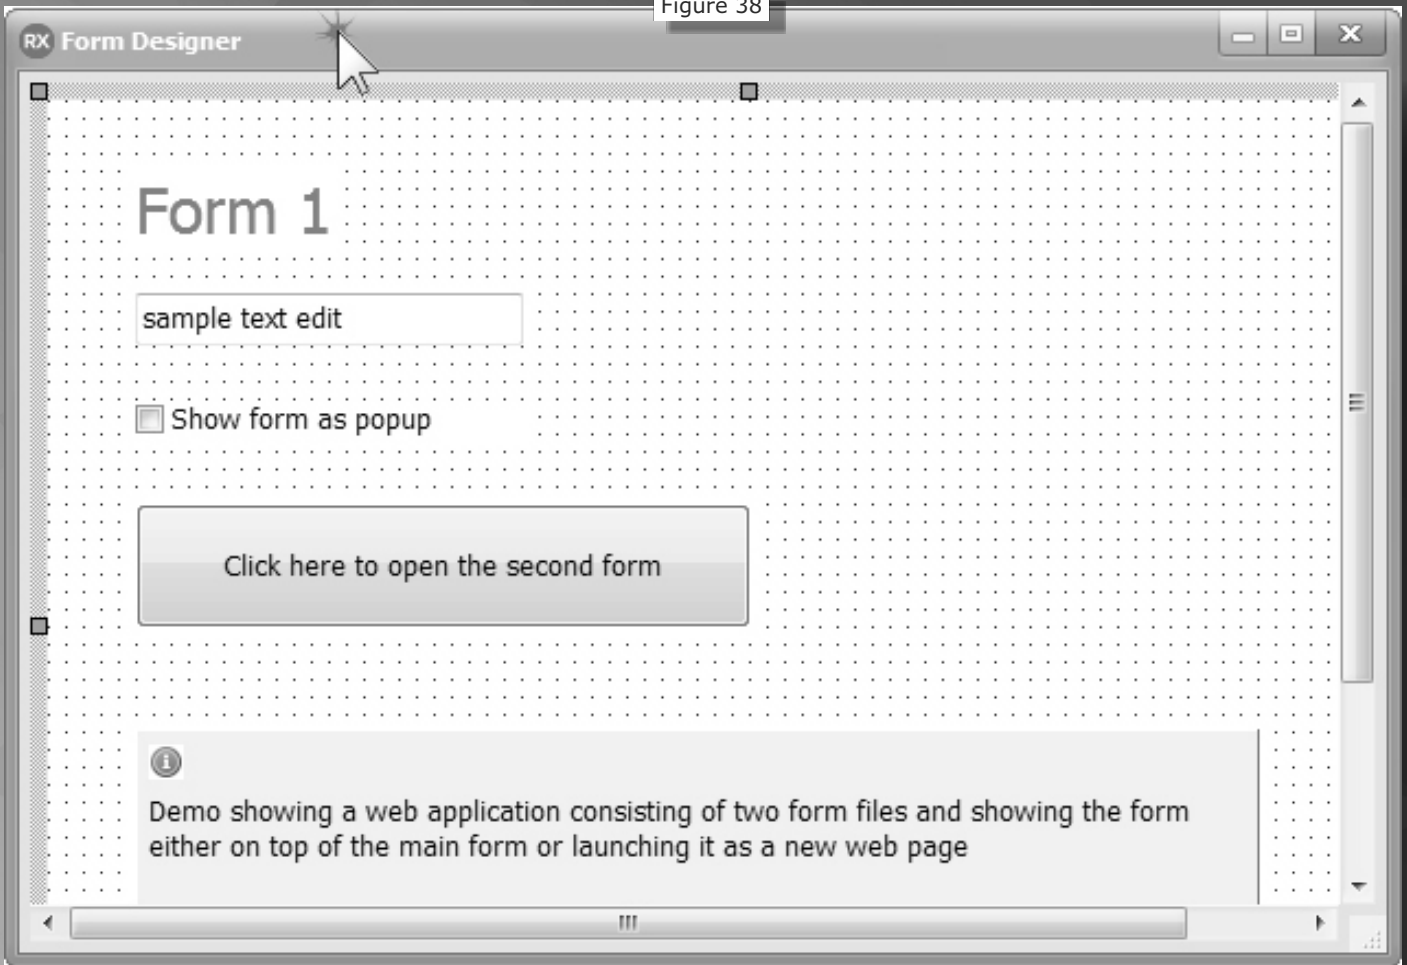 Figure 38
RX Form Designer
Form 1
sample text edit
Show form as popup
Click here to open the second form
Demo showing a web application consisting of two form files and showing the form
either on top of the main form or launching it as a new web page